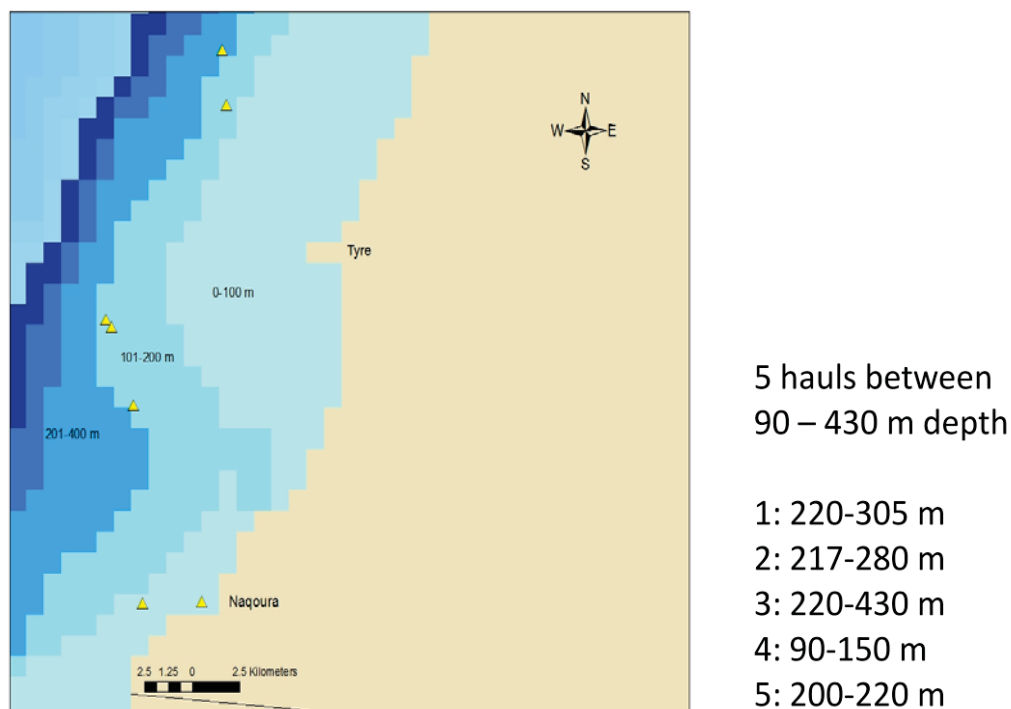 N
W E
S
Tyre
0-100 m
101-200 m
201-400 m
Naqoura
2.5 1.25 0 2.5 Kilometers
5 hauls between
90 – 430 m depth
1: 220-305 m
2: 217-280 m
3: 220-430 m
4: 90-150 m
5: 200-220 m